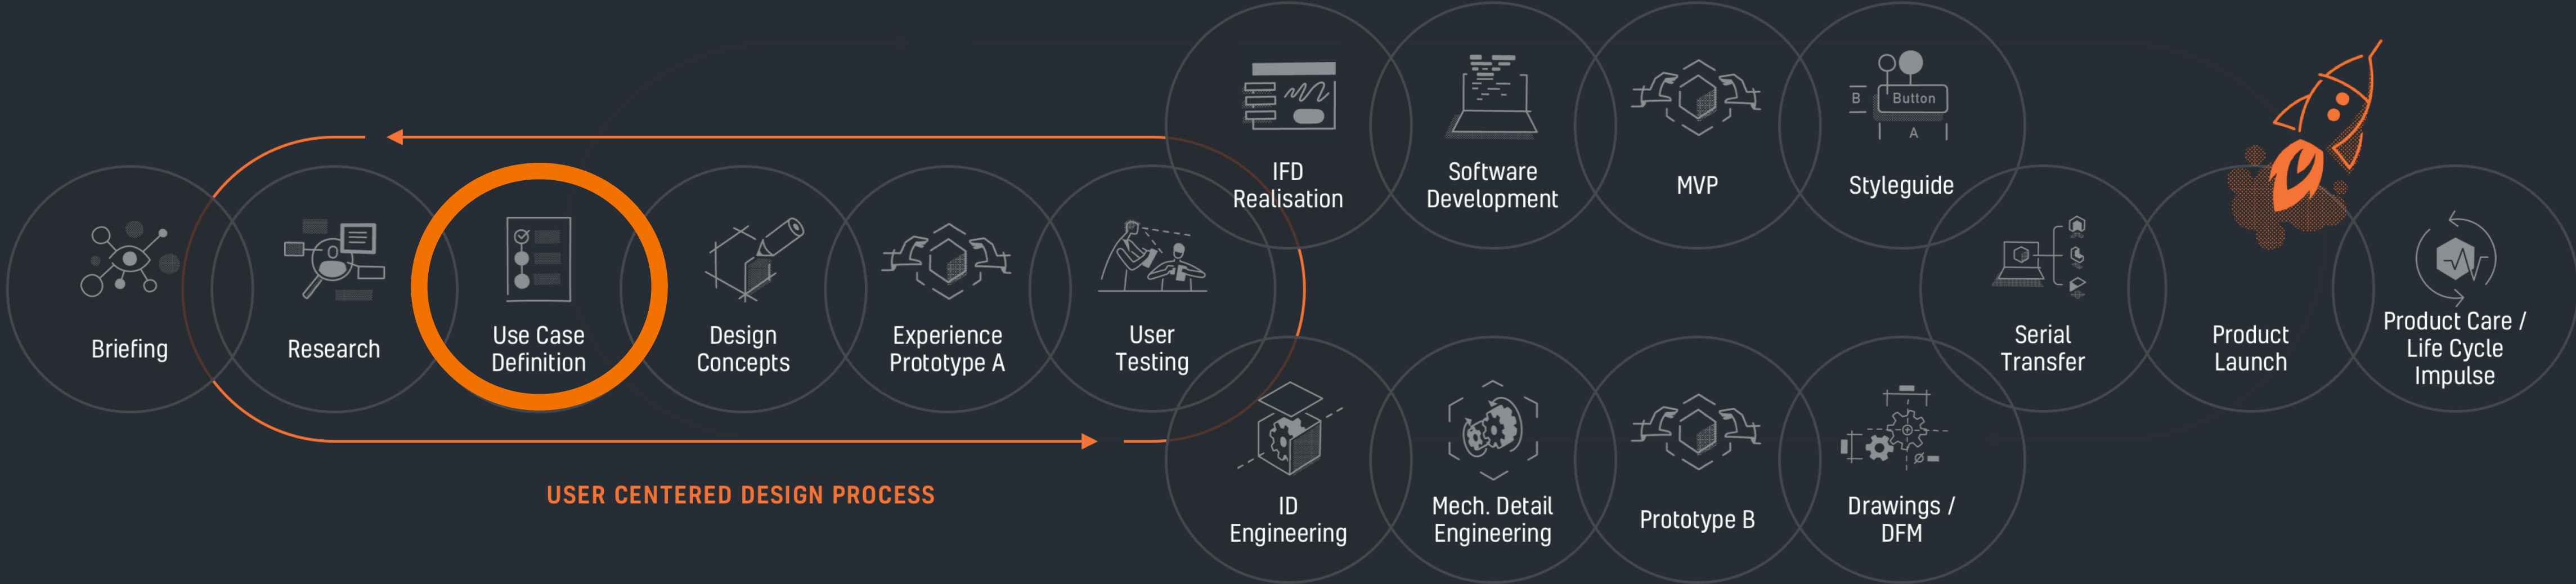 Briefing
Research
Use Case
Definition
Design
Concepts
Experience
Prototype A
User
Testing
USER CENTERED DESIGN PROCESS
IFD
Realisation
Software
Development
MVP
B
Button
A
Styleguide
ID
Engineering
Mech. Detail
Engineering
Prototype B
Drawings /
DFM
Serial
Transfer
Product
Launch
Product Care /
Life Cycle
Impulse